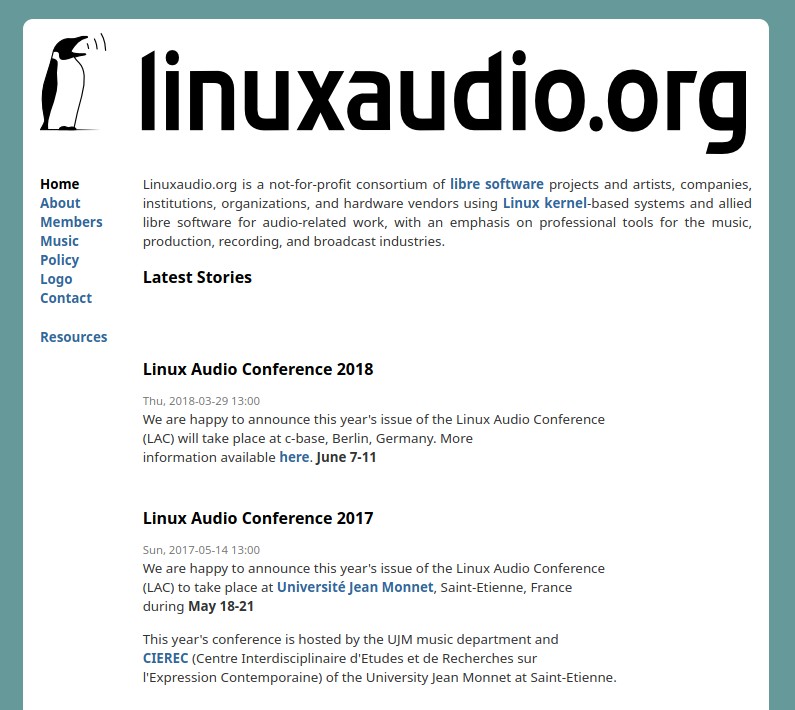 linuxaudio.org
Home
About
Members
Music
Policy
Logo
Contact
Resources
Linuxaudio.org is a not-for-profit consortium of libre software projects and artists, companies,
institutions, organizations, and hardware vendors using Linux kernel-based systems and allied
libre software for audio-related work, with an emphasis on professional tools for the music,
production, recording, and broadcast industries.
Latest Stories
Linux Audio Conference 2018
Thu, 2018-03-29 13:00
We are happy to announce this year's issue of the Linux Audio Conference
(LAC) will take place at c-base, Berlin, Germany. More
information available here. June 7-11
Linux Audio Conference 2017
Sun, 2017-05-14 13:00
We are happy to announce this year's issue of the Linux Audio Conference
(LAC) to take place at Université Jean Monnet, Saint-Etienne, France
during May 18-21
This year's conference is hosted by the UJM music department and
CIEREC (Centre Interdisciplinaire d'Etudes et de Recherches sur
l'Expression Contemporaine) of the University Jean Monnet at Saint-Etienne.